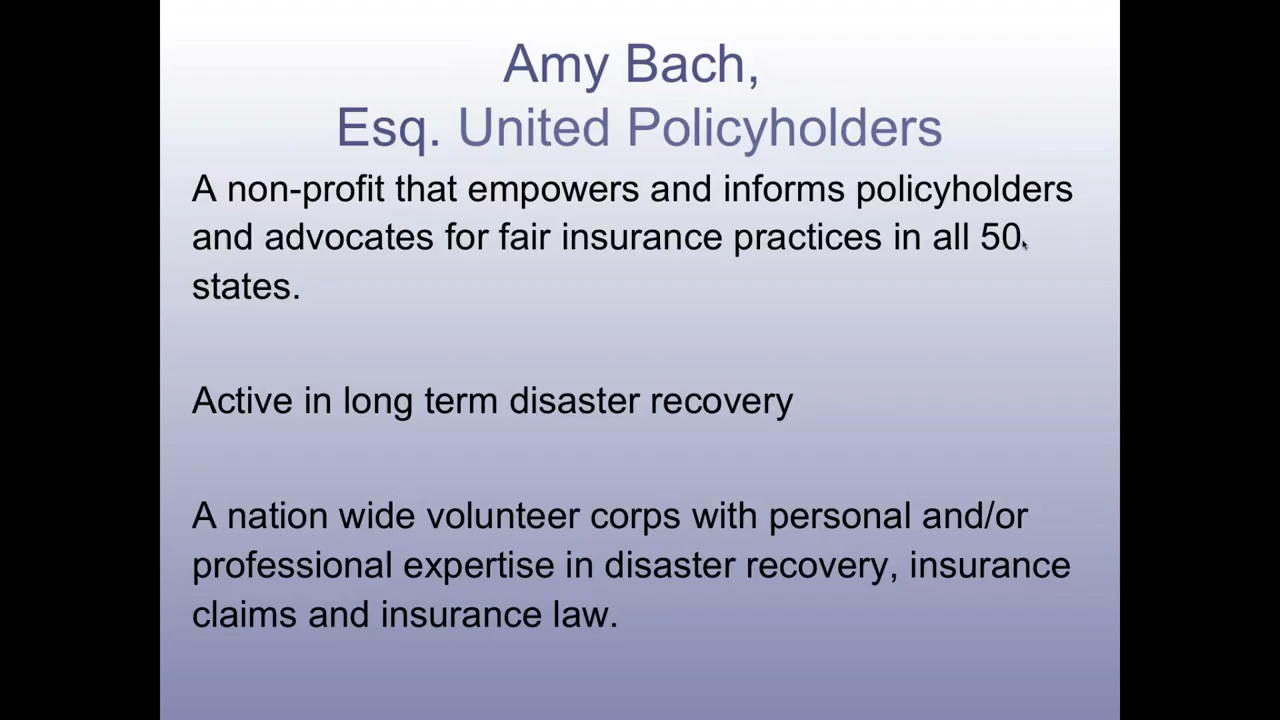 Amy Bach,
Esq. United Policyholders
A non-profit that empowers and informs policyholders
and advocates for fair insurance practices in all 50
states.
Active in long term disaster recovery
A nation wide volunteer corps with personal and/or
professional expertise in disaster recovery, insurance
claims and insurance law.